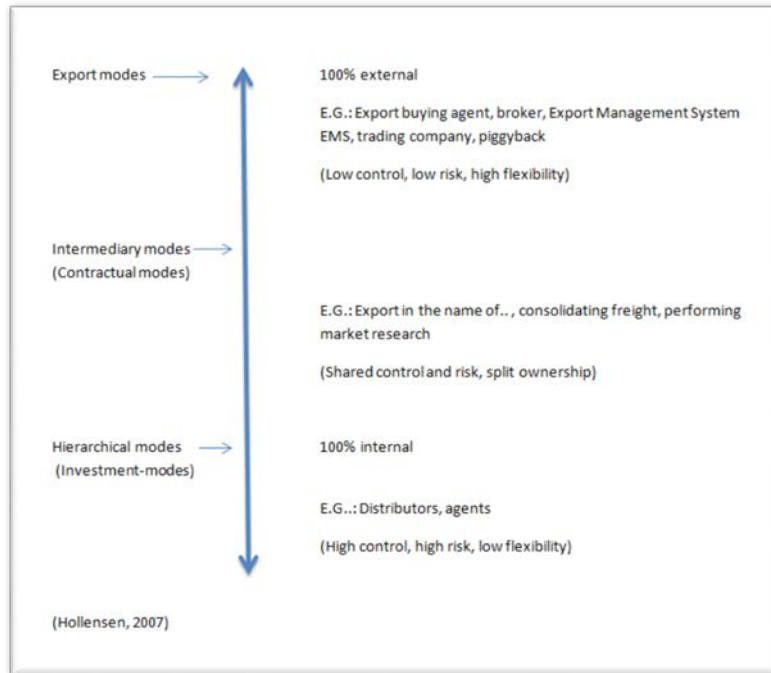 Export modes
100% external
E.G.: Export buying agent, broker, Export Management System
EMS, trading company, piggyback
(Low control, low risk, high flexibility)
Intermediary modes
(Contractual modes)
E.G.: Export in the name of.. , consolidating freight, performing
market research
(Shared control and risk, split ownership)
Hierarchical modes
100% internal
(Investment-modes)
E.G..: Distributors, agents
(High control, high risk, low flexibility)
(Hollensen, 2007)